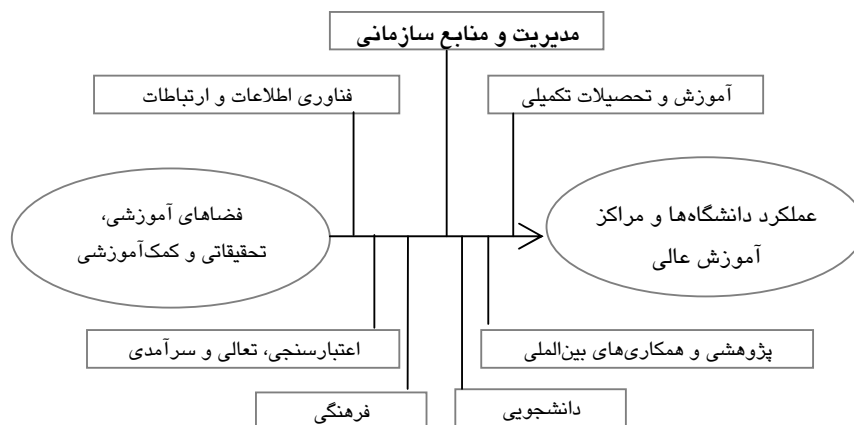 مدیریت و منابع سازمانی
آموزش و تحصیلات تکمیلی
فناوری اطلاعات و ارتباطات
عملکرد دانشگاه‌ها و مراکز
آموزش عالی
فضاهای آموزشی،
تحقیقاتی و کمک‌آموزشی
پژوهشی و همکاری‌های بین‌المللی
اعتبارسنجی، تعالی و سرآمدی
دانشجویی
فرهنگی